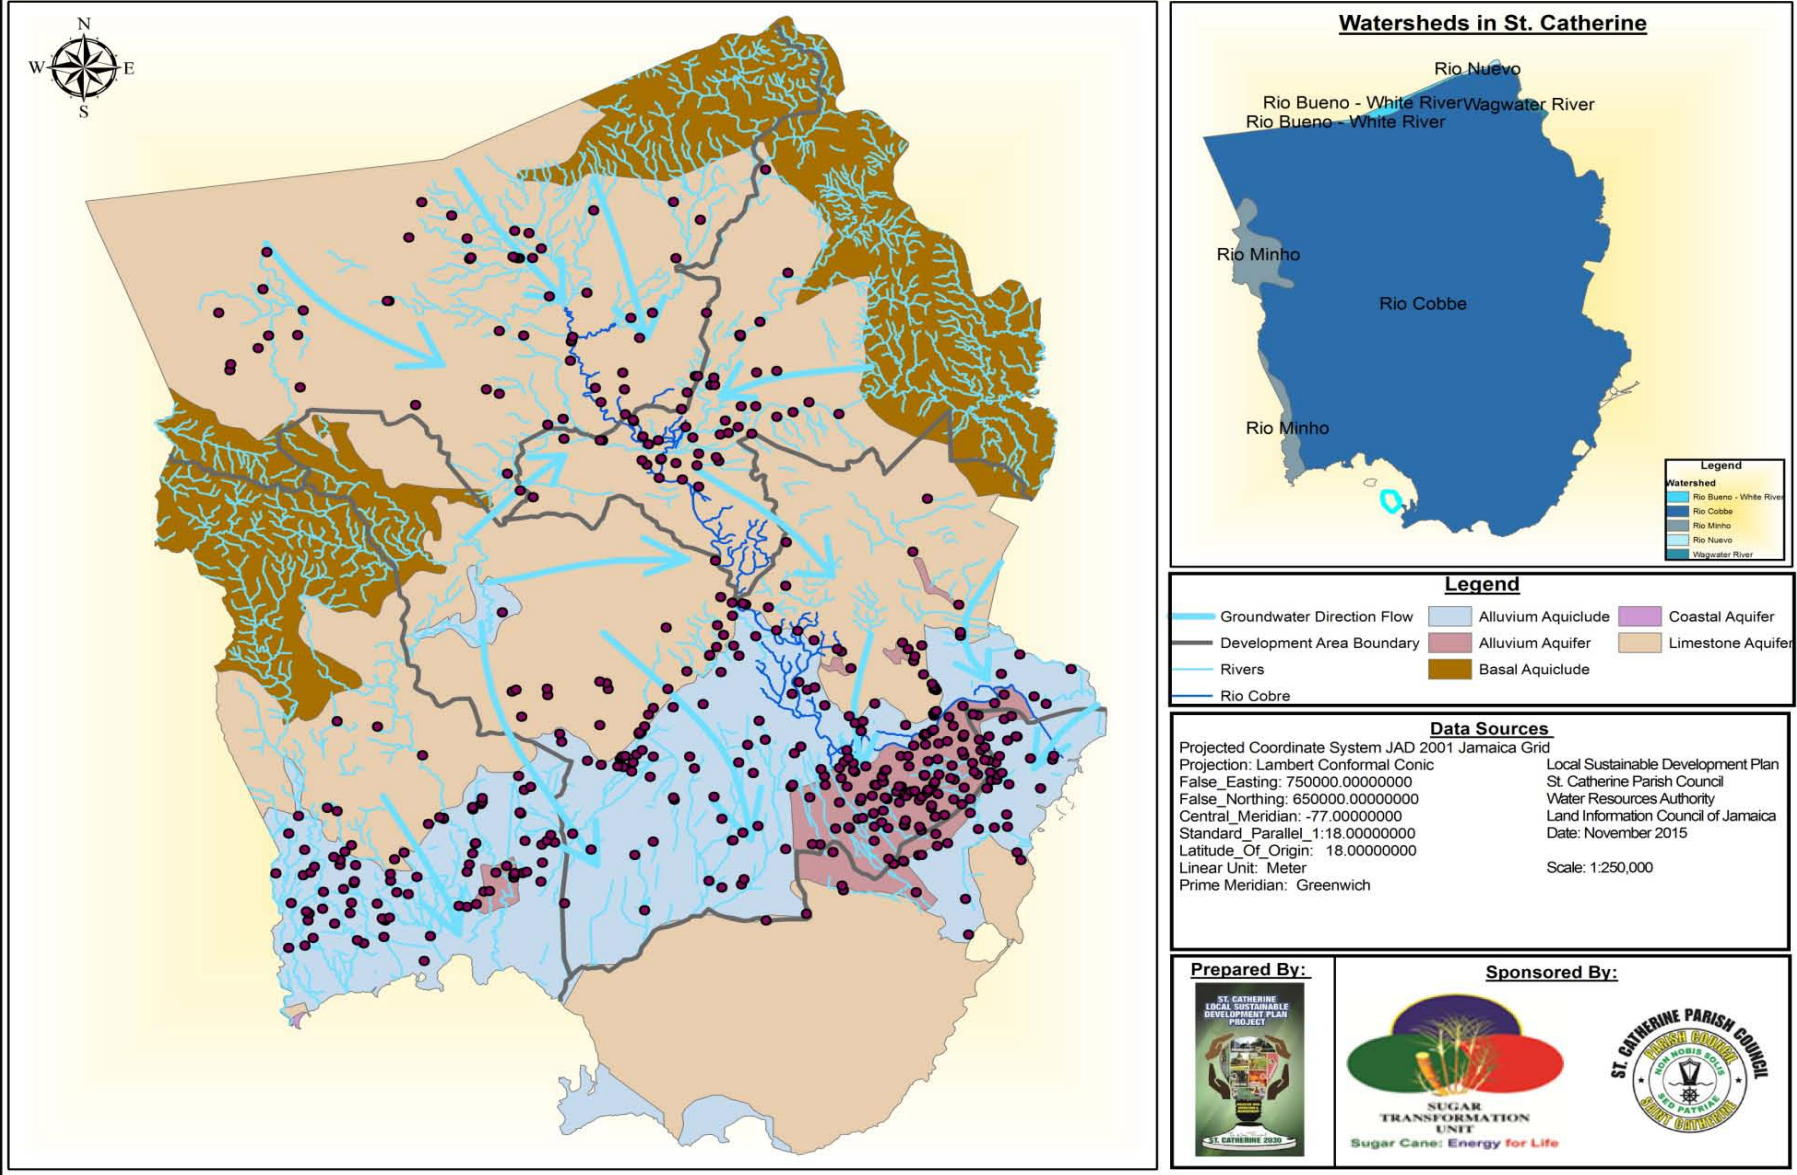 N
W
E
S
Watersheds in St. Catherine
Rio Nuevo
Rio Bueno - White River
Wagwater River
Rio Bueno - White River
Rio Minho
Rio Cobbe
Rio Minho
Legend
Watershed
Rio Bueno - White River
Rio Cobbe
Rio Minho
Rio Nuevo
Wagwater River
Legend
Groundwater Direction Flow
Development Area Boundary
Rivers
Rio Cobre
Alluvium Aquiclude
Alluvium Aquifer
Basal Aquiclude
Coastal Aquifer
Limestone Aquifer
Data Sources
Projected Coordinate System JAD 2001 Jamaica Grid
Projection: Lambert Conformal Conic
False_Easting: 750000.00000000
False_Northing: 650000.00000000
Central_Meridian: -77.00000000
Standard_Parallel_1:18.00000000
Latitude_Of_Origin: 18.00000000
Linear Unit: Meter
Prime Meridian: Greenwich
Local Sustainable Development Plan
St. Catherine Parish Council
Water Resources Authority
Land Information Council of Jamaica
Date: November 2015
Scale: 1:250,000
Prepared By:
ST. CATHERINE
LOCAL SUSTAINABLE
DEVELOPMENT PLAN
PROJECT
ST. CATHERINE 2030
Sponsored By:
SUGAR
TRANSFORMATION
UNIT
Sugar Cane: Energy for Life
ST. CATHERINE PARISH COUNCIL
PARISH COUNCIL
NON NOBIS SOLIS
SED PATRIAE
SAINT CATHERINE